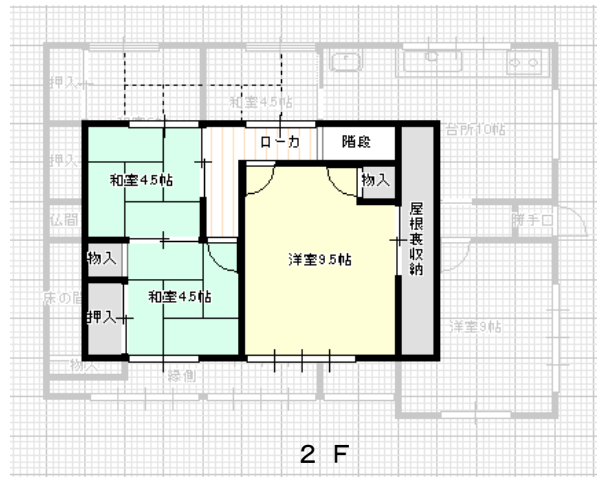 押入
和室4.5帖
台所10帖
ローカ
階段
押入
和室4.5帖
物入
屋根裏収納
仏間
勝手口
物入
洋室9.5帖
床の間
和室4.5帖
押入
洋室9帖
物入
縁側
2 F